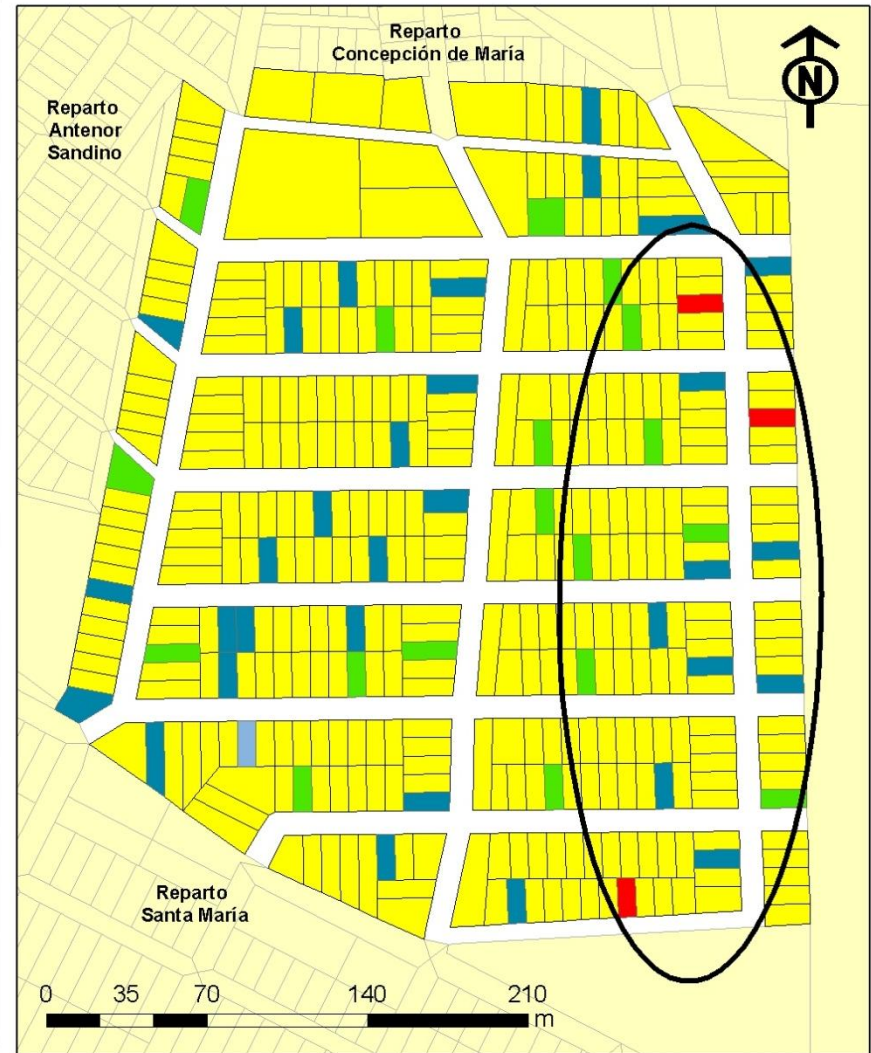 Reparto
Concepción de María
N
Reparto
Antenor
Sandino
Reparto
Santa María
0 35 70 140 210
m